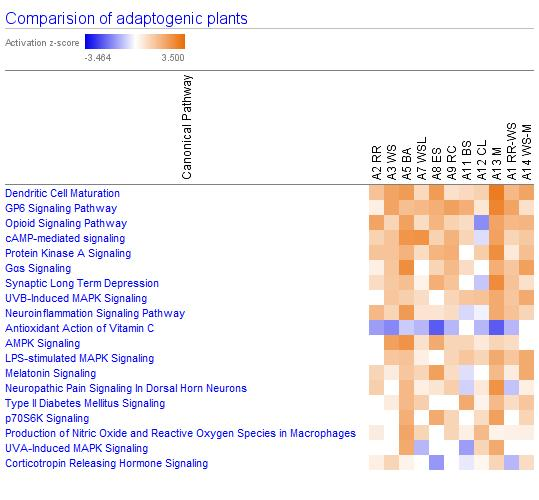 Comparision of adaptogenic plants
Activation z-score
-3.464 3.500
Canonical Pathway
A2 RR
A3 WS
A5 BA
A7 WSL
A8 ES
A9 RC
A11 BS
A12 CL
A13 M
A1 RR-WS
A14 WS-M
Dendritic Cell Maturation
GP6 Signaling Pathway
Opioid Signaling Pathway
cAMP-mediated signaling
Protein Kinase A Signaling
Gαs Signaling
Synaptic Long Term Depression
UVB-Induced MAPK Signaling
Neuroinflammation Signaling Pathway
Antioxidant Action of Vitamin C
AMPK Signaling
LPS-stimulated MAPK Signaling
Melatonin Signaling
Neuropathic Pain Signaling In Dorsal Horn Neurons
Type II Diabetes Mellitus Signaling
p70S6K Signaling
Production of Nitric Oxide and Reactive Oxygen Species in Macrophages
UVA-Induced MAPK Signaling
Corticotropin Releasing Hormone Signaling